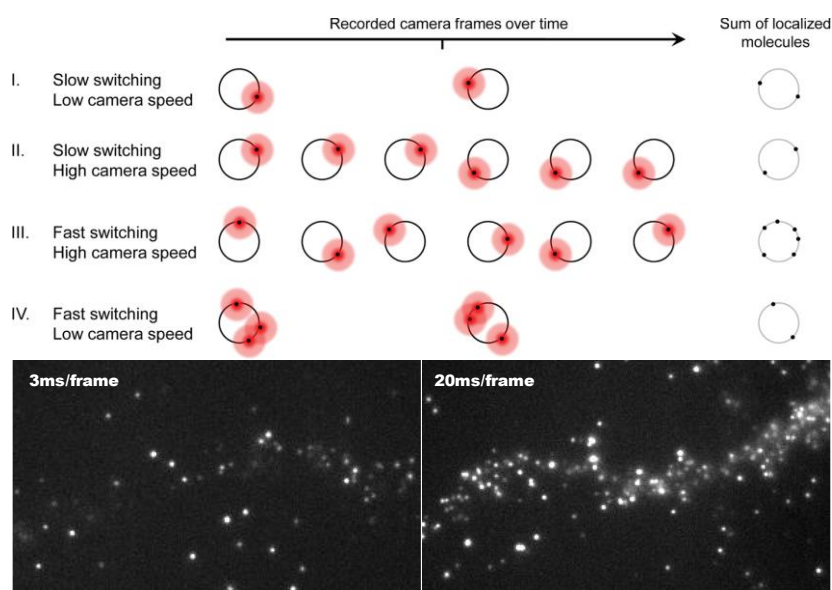 Recorded camera frames over time
Sum of localized
molecules
I. Slow switching
Low camera speed
II. Slow switching
High camera speed
III. Fast switching
High camera speed
IV. Fast switching
Low camera speed
3ms/frame
20ms/frame